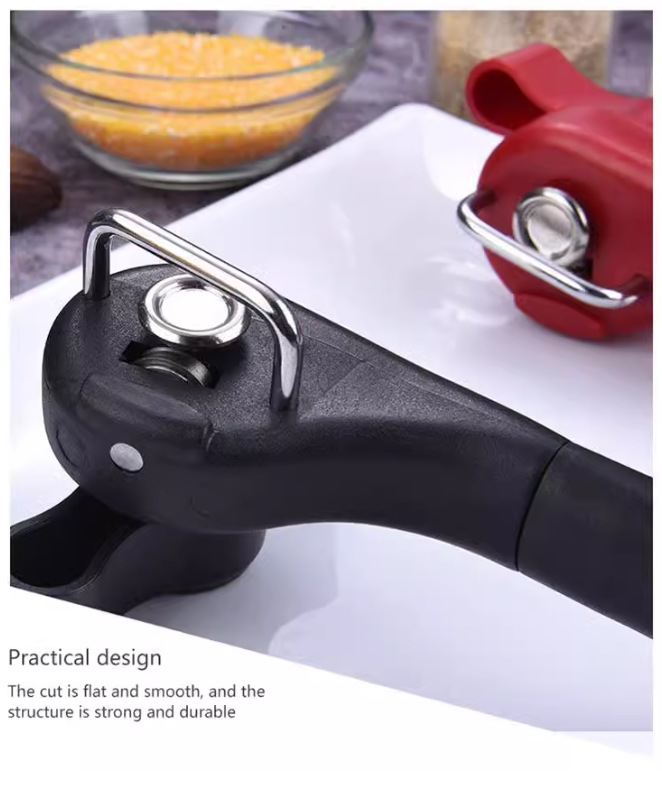 Practical design
The cut is flat and smooth, and the
structure is strong and durable